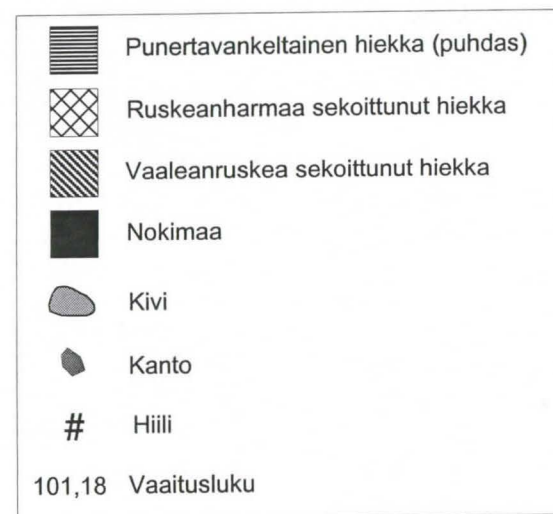 Punertavankeltainen hiekka (puhdas)
Ruskeanharmaa sekoittunut hiekka
Vaaleanruskea sekoittunut hiekka
Nokimaa
Kivi
Kanto
# Hiili
101,18 Vaaitusluku